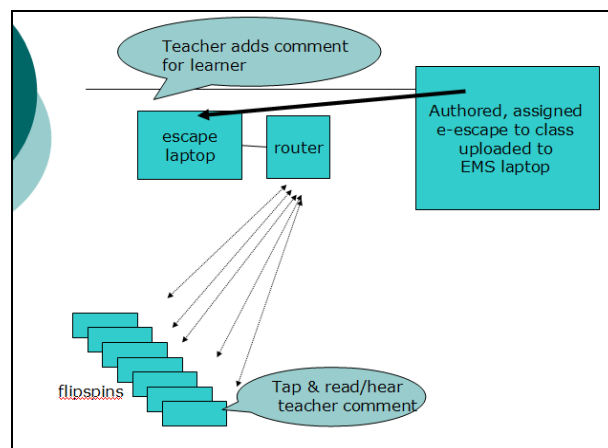 Teacher adds comment
for learner
escape
laptop
router
Authored, assigned
e-escape to class
uploaded to
EMS laptop
flipspins
Tap & read/hear
teacher comment